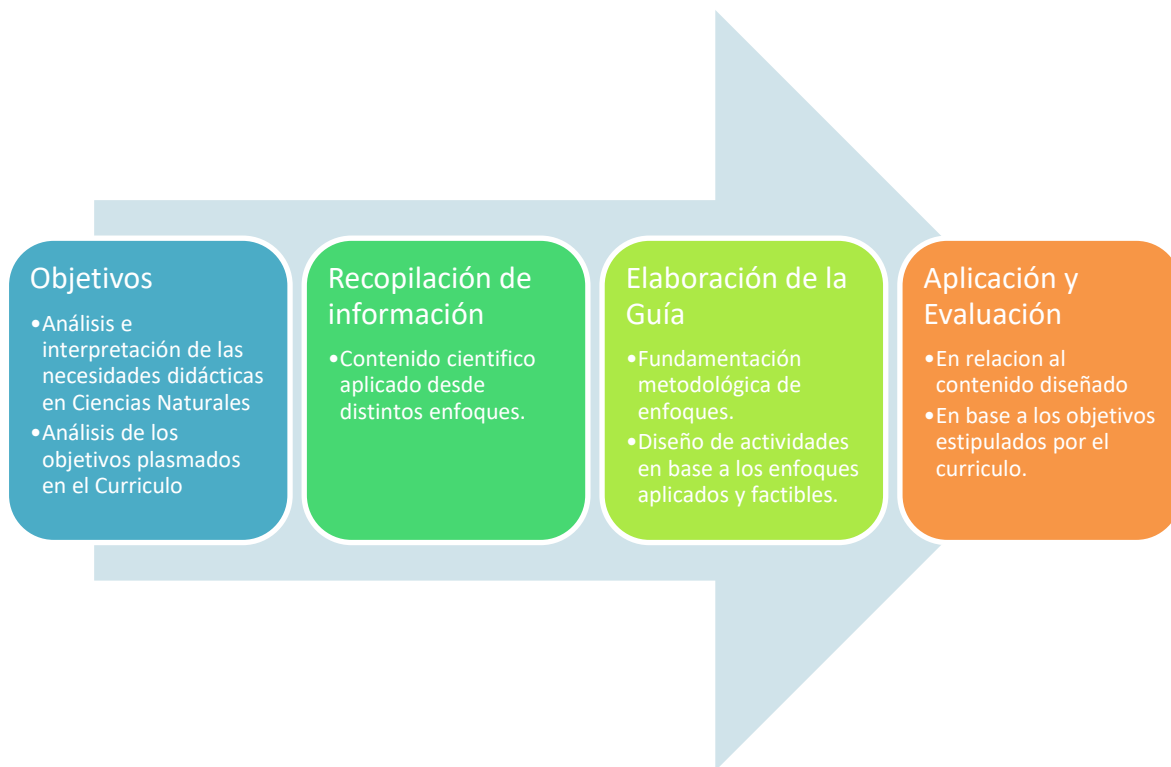 Objetivos
•Análisis e
interpretación de las
necesidades didácticas
en Ciencias Naturales
•Análisis de los
objetivos plasmados
en el Curriculo
Recopilación de
información
•Contenido cientifico
aplicado desde
distintos enfoques.
Elaboración de la
Guía
•Fundamentación
metodológica de
enfoques.
•Diseño de actividades
en base a los enfoques
aplicados y factibles.
Aplicación y
Evaluación
•En relacion al
contenido diseñado
•En base a los objetivos
estipulados por el
curriculo.